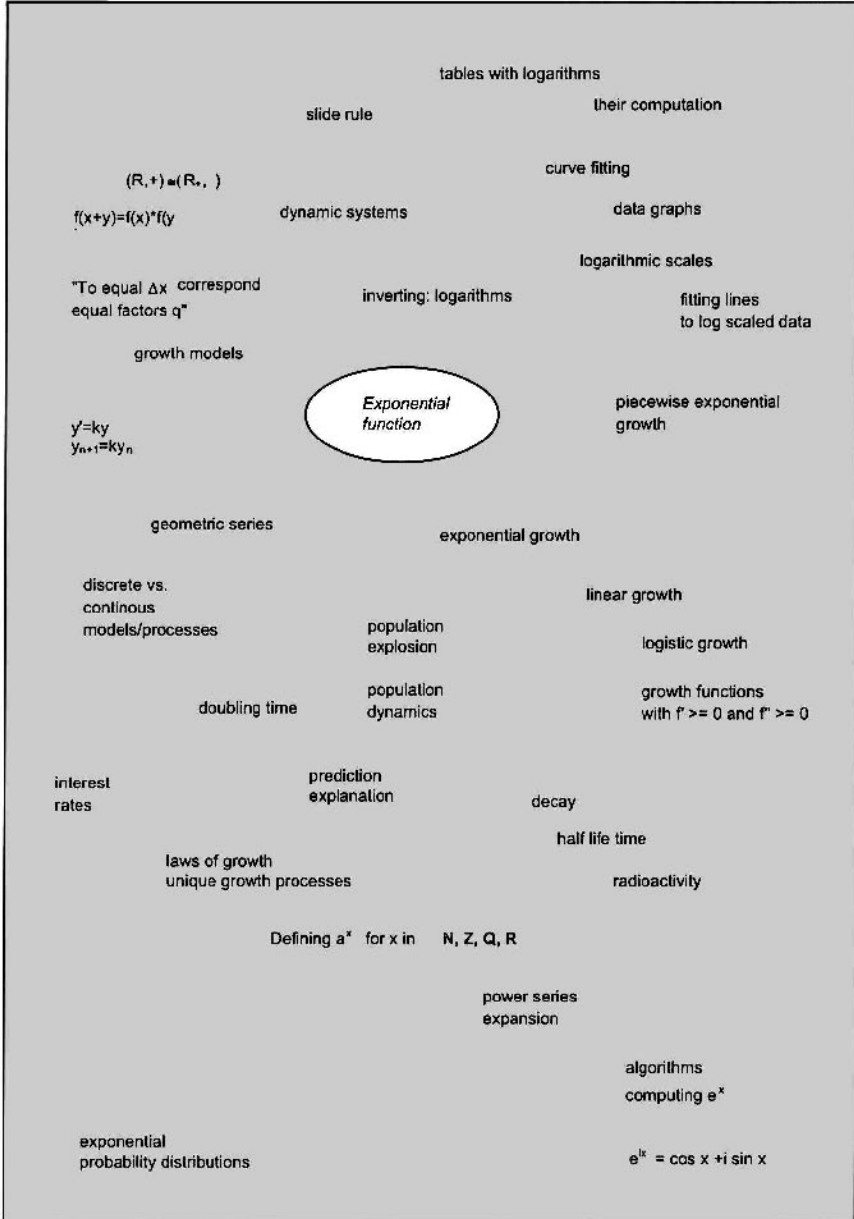 tables with logarithms
their computation
slide rule
curve fitting
(R,+)≅(R₊, )
f(x+y)=f(x)*f(y
dynamic systems
data graphs
logarithmic scales
"To equal Δx correspond
equal factors q"
inverting: logarithms
fitting lines
to log scaled data
growth models
Exponential
function
piecewise exponential
growth
y'=ky
yₙ₊₁=kyₙ
geometric series
exponential growth
discrete vs.
continous
models/processes
linear growth
population
explosion
logistic growth
doubling time
population
dynamics
growth functions
with f' >= 0 and f'' >= 0
interest
rates
prediction
explanation
decay
half life time
laws of growth
unique growth processes
radioactivity
Defining aˣ for x in N, Z, Q, R
power series
expansion
algorithms
computing eˣ
exponential
probability distributions
eⁱˣ = cos x +i sin x